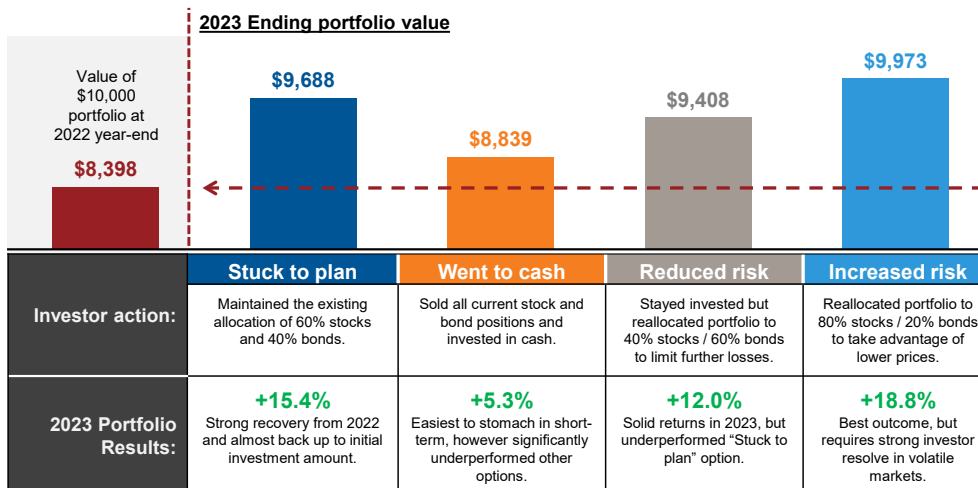 2023 Ending portfolio value
Value of
$10,000
portfolio at
2022 year-end
$8,398
$9,688
$8,839
$9,408
$9,973
Stuck to plan
Went to cash
Reduced risk
Increased risk
Investor action:
Maintained the existing
allocation of 60% stocks
and 40% bonds.
Sold all current stock and
bond positions and
invested in cash.
Stayed invested but
reallocated portfolio to
40% stocks / 60% bonds
to limit further losses.
Reallocated portfolio to
80% stocks / 20% bonds
to take advantage of
lower prices.
2023 Portfolio
Results:
+15.4%
Strong recovery from 2022
and almost back up to initial
investment amount.
+5.3%
Easiest to stomach in short-
term, however significantly
underperformed other
options.
+12.0%
Solid returns in 2023, but
underperformed “Stuck to
plan” option.
+18.8%
Best outcome, but
requires strong investor
resolve in volatile
markets.